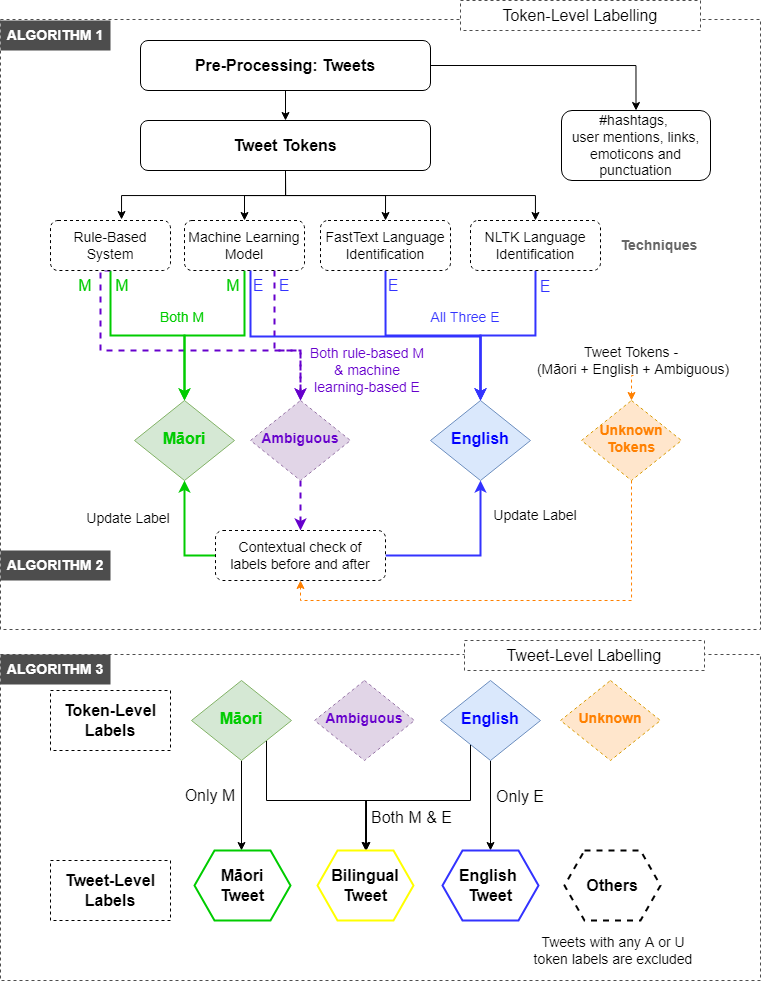 Token-Level Labelling
ALGORITHM 1
Pre-Processing: Tweets
#hashtags,
user mentions, links,
emoticons and
punctuation
Tweet Tokens
Rule-Based
System
Machine Learning
Model
FastText Language
Identification
NLTK Language
Identification
Techniques
M
M
M
E
E
E
E
Both M
All Three E
Both rule-based M
& machine
learning-based E
Tweet Tokens -
(Māori + English + Ambiguous)
Māori
Ambiguous
English
Unknown
Tokens
Update Label
Update Label
Contextual check of
labels before and after
ALGORITHM 2
Tweet-Level Labelling
ALGORITHM 3
Token-Level
Labels
Māori
Ambiguous
English
Unknown
Only M
Both M & E
Only E
Tweet-Level
Labels
Māori
Tweet
Bilingual
Tweet
English
Tweet
Others
Tweets with any A or U
token labels are excluded